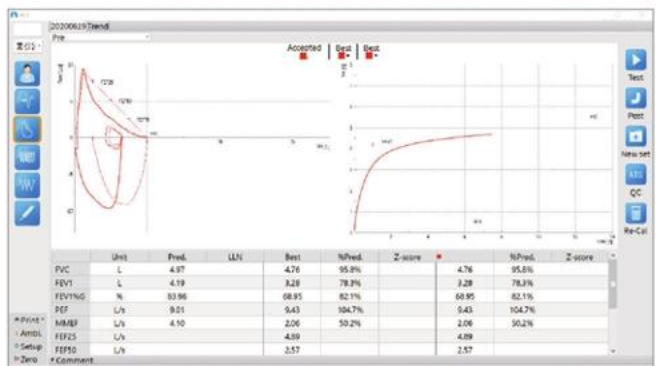 20200619 Trend
Pre
Accepted | Best | Best
Test
Post
New set
QC
Re-Cal
Unit Pred. LLN Best %Pred. Z-score %Pred. Z-score
FVC L 4.97 4.76 95.8% 4.76 95.8%
FEV1 L 4.19 3.28 78.3% 3.28 78.3%
FEV1%G % 83.96 68.95 82.1% 68.95 82.1%
PEF L/s 9.01 9.43 104.7% 9.43 104.7%
MMEF L/s 4.10 2.06 50.2% 2.06 50.2%
FEF25 L/s 4.89 4.89
FEF50 L/s 2.57 2.57
Print
Ambi.
Setup
Zero
Comment